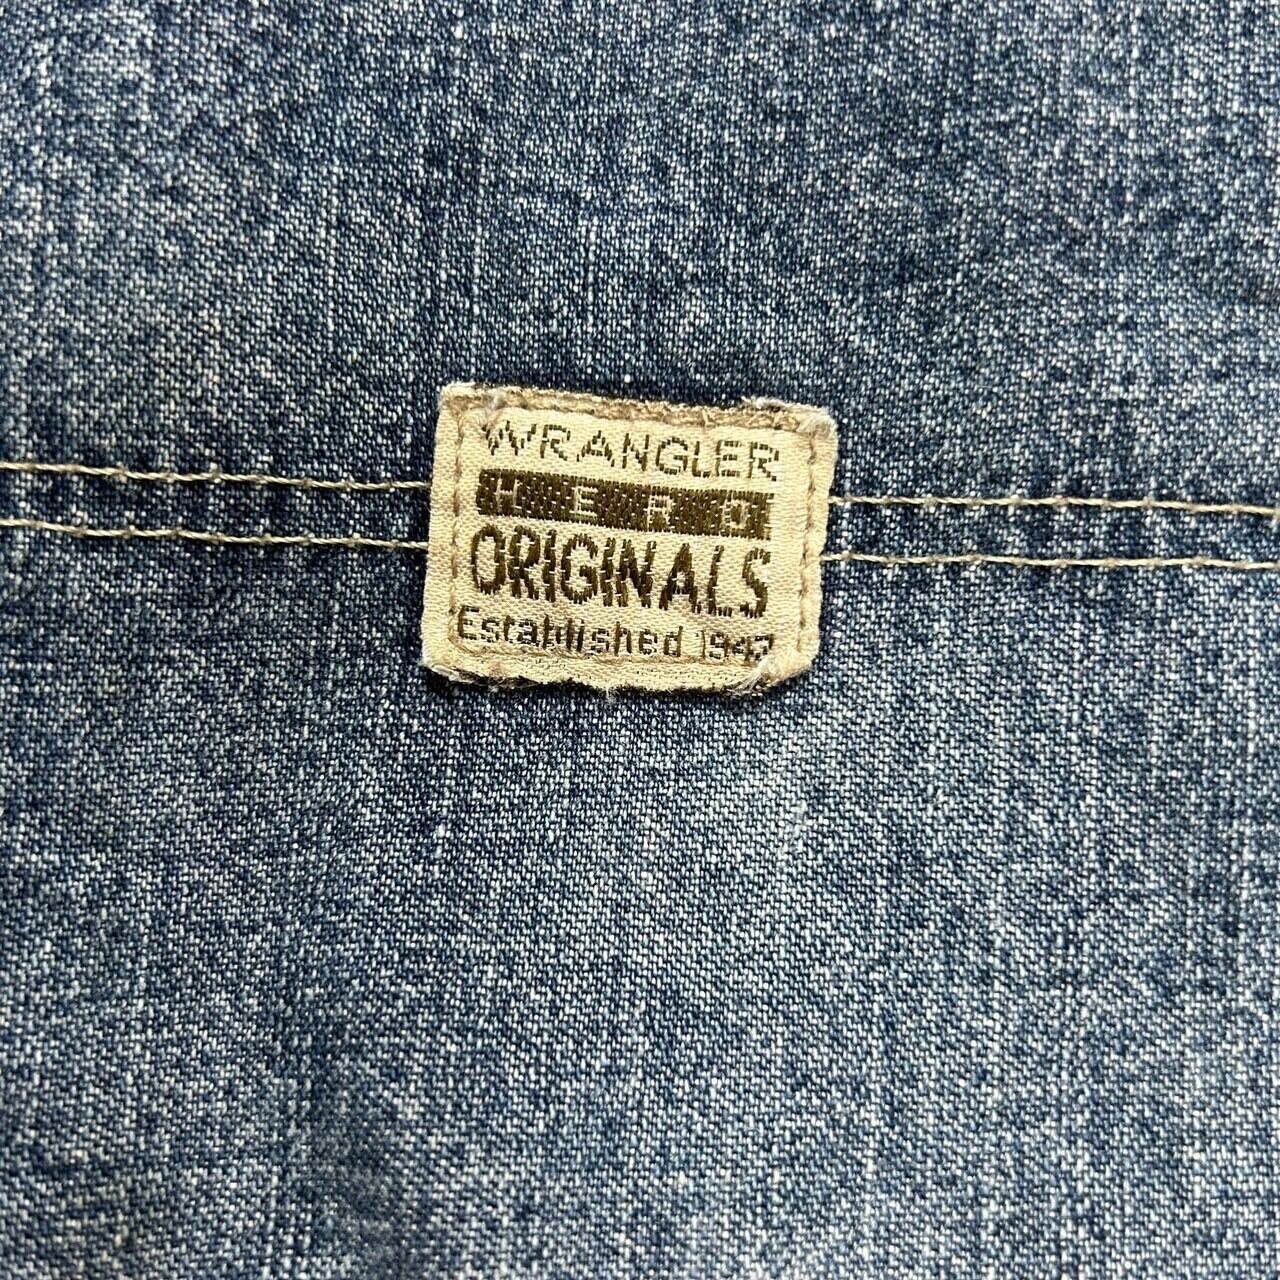 WRANGLER
HERO
ORIGINALS
Established 1947